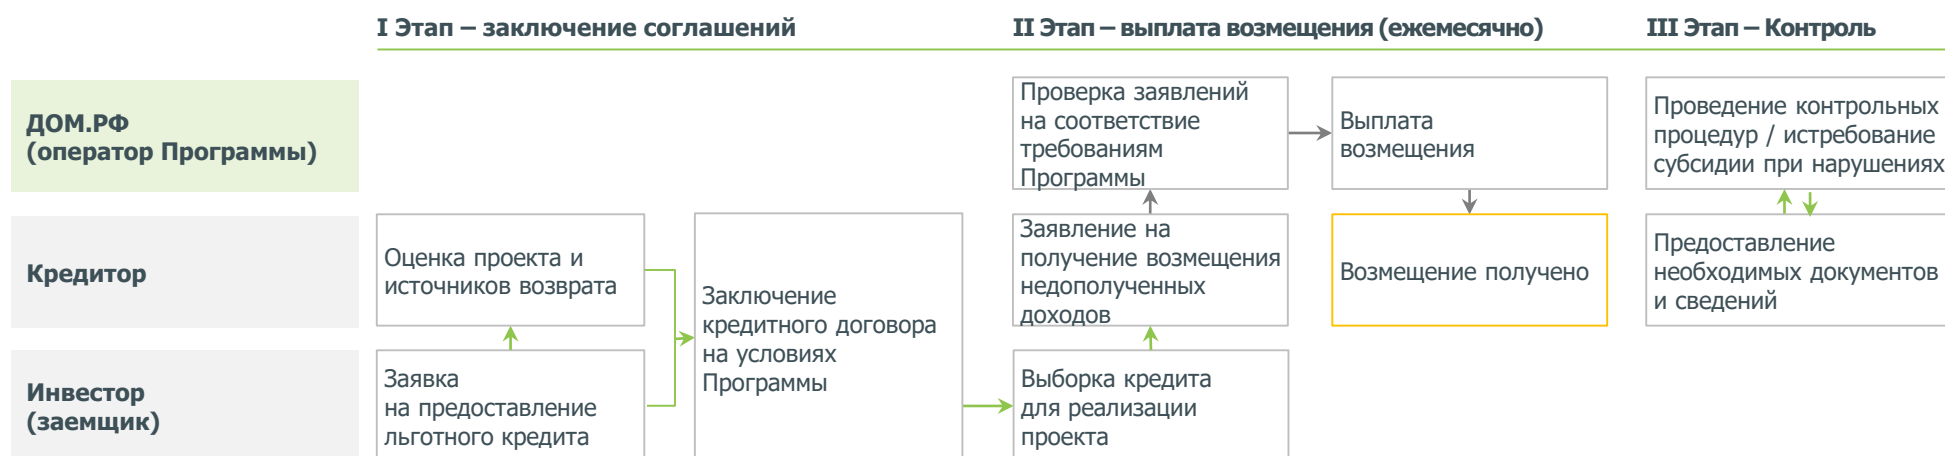 I Этап – заключение соглашений
II Этап – выплата возмещения (ежемесячно)
III Этап – Контроль
ДОМ.РФ
(оператор Программы)
Проверка заявлений
на соответствие
требованиям
Программы
Выплата
возмещения
Проведение контрольных
процедур / истребование
субсидии при нарушениях
Кредитор
Оценка проекта и
источников возврата
Заключение
кредитного договора
на условиях
Программы
Заявление на
получение возмещения
недополученных
доходов
Возмещение получено
Предоставление
необходимых документов
и сведений
Инвестор
(заемщик)
Заявка
на предоставление
льготного кредита
Выборка кредита
для реализации
проекта